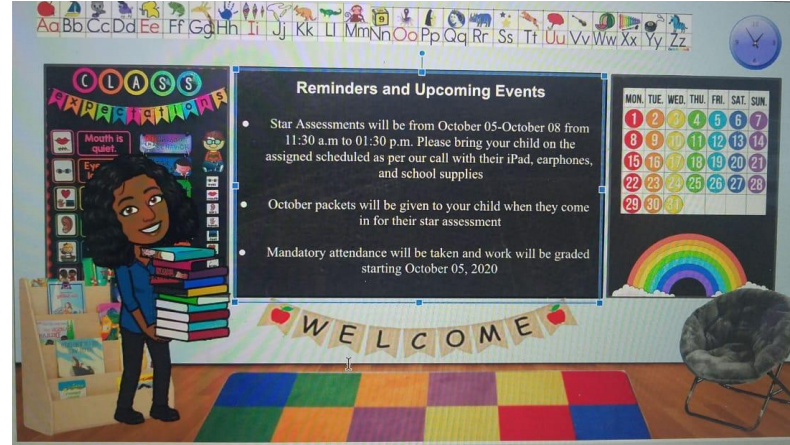 Aa Bb Cc Dd Ee Ff Gg Hh Ii Jj Kk Ll Mm Nn Oo Pp Qq Rr Ss Tt Uu Vv Ww Xx Yy Zz
CLASS
expectations
Mouth is
quiet.
Reminders and Upcoming Events
Star Assessments will be from October 05-October 08 from
11:30 a.m to 01:30 p.m. Please bring your child on the
assigned scheduled as per our call with their iPad, earphones,
and school supplies
October packets will be given to your child when they come
in for their star assessment
Mandatory attendance will be taken and work will be graded
starting October 05, 2020
MON. TUE. WED. THU. FRI. SAT. SUN.
1 2 3 4 5 6 7
8 9 10 11 12 13 14
15 16 17 18 19 20 21
22 23 24 25 26 27 28
29 30 31
WELCOME